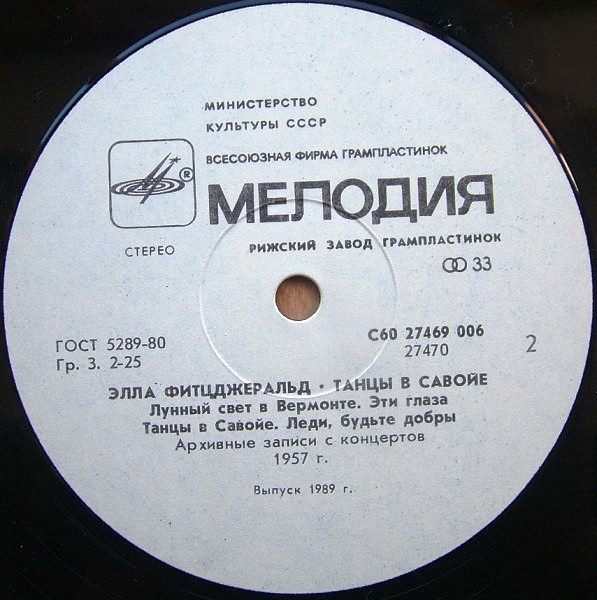 МИНИСТЕРСТВО
КУЛЬТУРЫ СССР
ВСЕСОЮЗНАЯ ФИРМА ГРАМПЛАСТИНОК
®
МЕЛОДИЯ
СТЕРЕО
РИЖСКИЙ ЗАВОД ГРАМПЛАСТИНОК
33
ГОСТ 5289-80
Гр. 3. 2-25
С60 27469 006
27470
2
ЭЛЛА ФИТЦДЖЕРАЛЬД · ТАНЦЫ В САВОЙЕ
Лунный свет в Вермонте. Эти глаза
Танцы в Савойе. Леди, будьте добры
Архивные записи с концертов
1957 г.
Выпуск 1989 г.